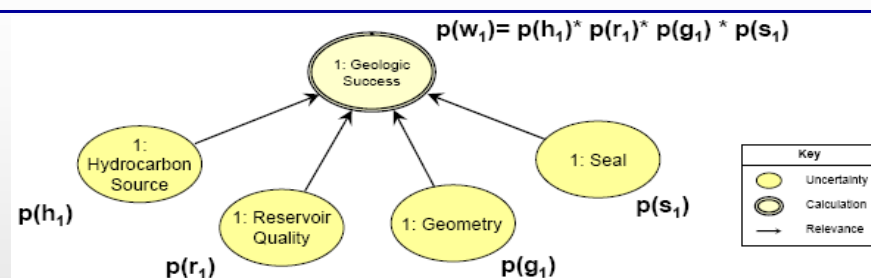 p(w₁)= p(h₁)* p(r₁)* p(g₁) * p(s₁)
1: Geologic
Success
1:
Hydrocarbon
Source
p(h₁)
1: Reservoir
Quality
p(r₁)
1: Geometry
p(g₁)
1: Seal
p(s₁)
Key
Uncertainty
Calculation
Relevance